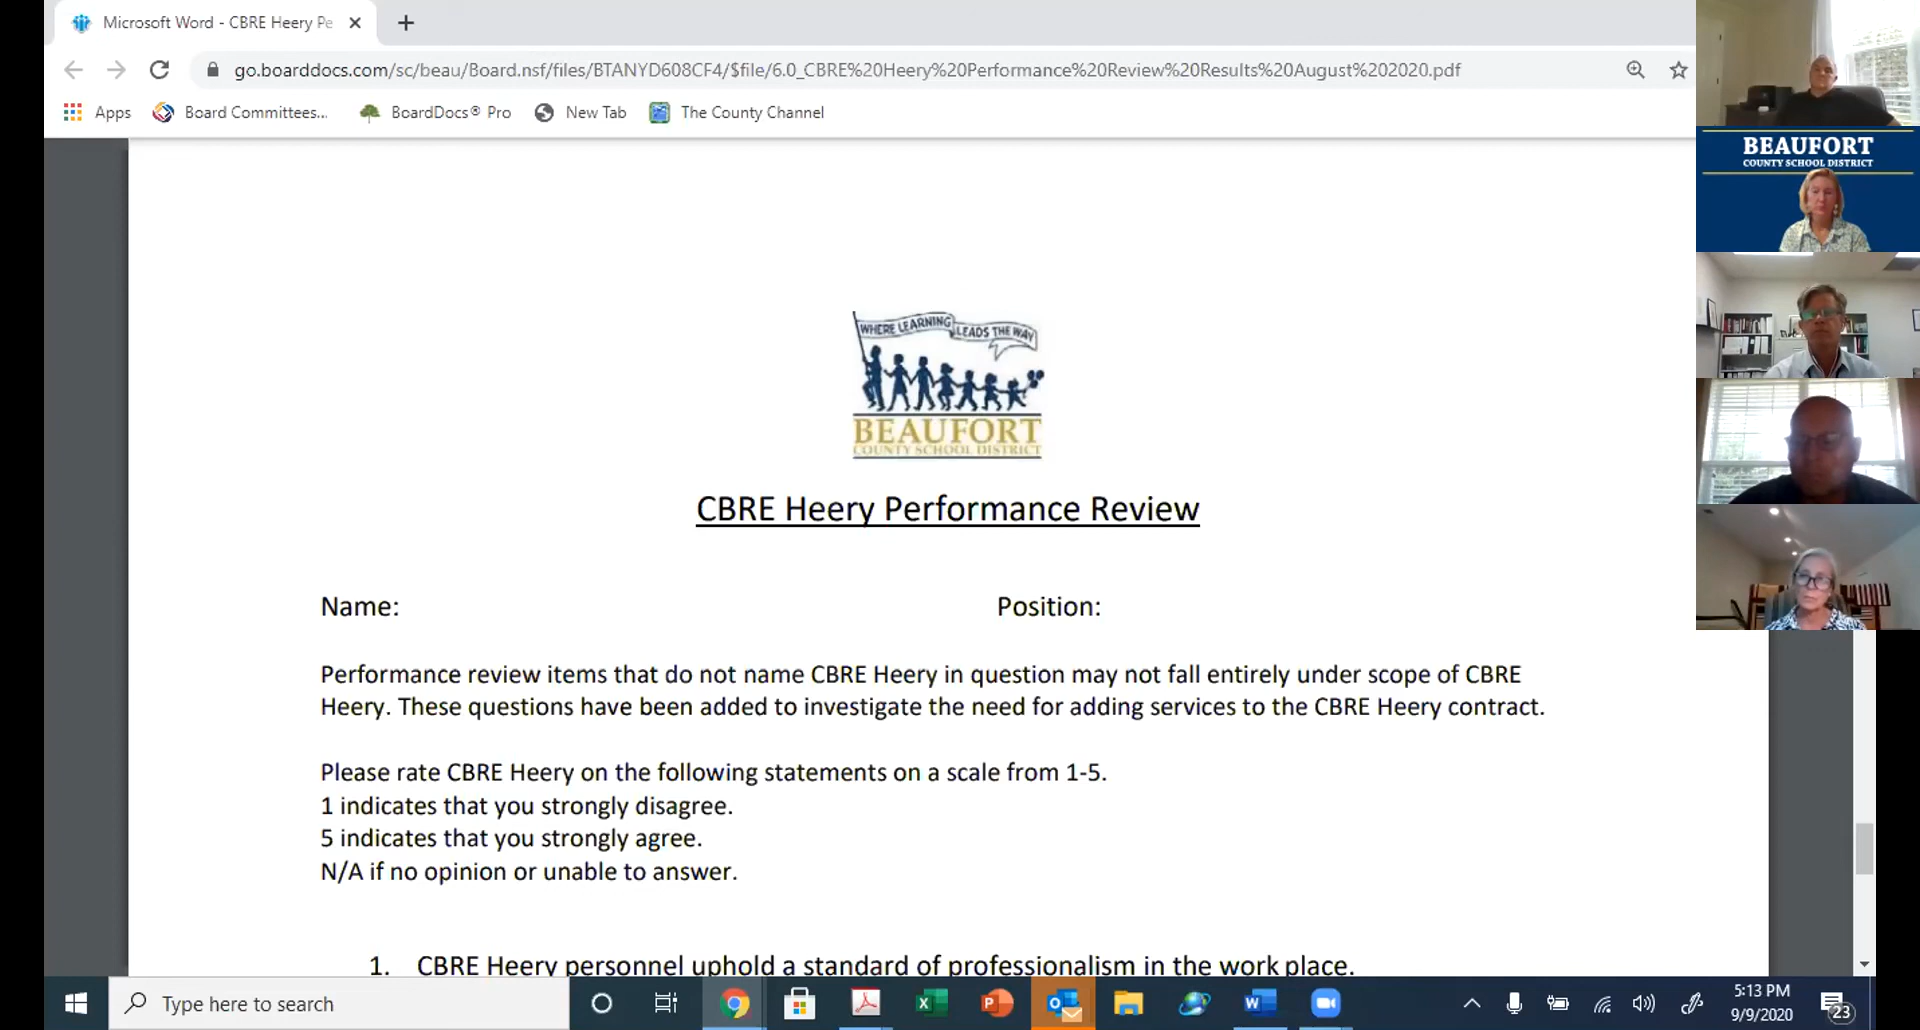 Microsoft Word - CBRE Heery Pe
go.boarddocs.com/sc/beau/Board.nsf/files/BTANYD608CF4/$file/6.0_CBRE%20Heery%20Performance%20Review%20Results%20August%202020.pdf
Apps Board Committees... BoardDocs® Pro New Tab The County Channel
BEAUFORT
COUNTY SCHOOL DISTRICT
WHERE LEARNING LEADS THE WAY
BEAUFORT
COUNTY SCHOOL DISTRICT
CBRE Heery Performance Review
Name: Position:
Performance review items that do not name CBRE Heery in question may not fall entirely under scope of CBRE
Heery. These questions have been added to investigate the need for adding services to the CBRE Heery contract.
Please rate CBRE Heery on the following statements on a scale from 1-5.
1 indicates that you strongly disagree.
5 indicates that you strongly agree.
N/A if no opinion or unable to answer.
1. CBRE Heery personnel uphold a standard of professionalism in the work place.
Type here to search
5:13 PM
9/9/2020
23